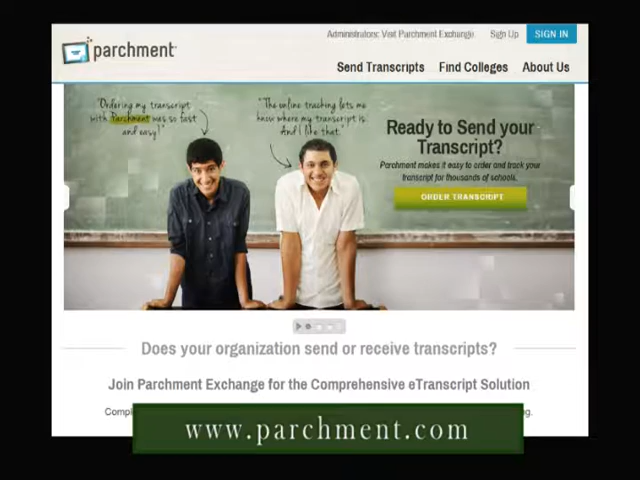 Administrators: Visit Parchment Exchange. Sign Up SIGN IN
parchment
Send Transcripts Find Colleges About Us
"Ordering my transcript
with Parchment was so fast
and easy!"
"The online tracking lets me
know where my transcript is.
And I like that."
Ready to Send your
Transcript?
Parchment makes it easy to order and track your
transcript for thousands of schools.
ORDER TRANSCRIPT
Does your organization send or receive transcripts?
Join Parchment Exchange for the Comprehensive eTranscript Solution
www.parchment.com